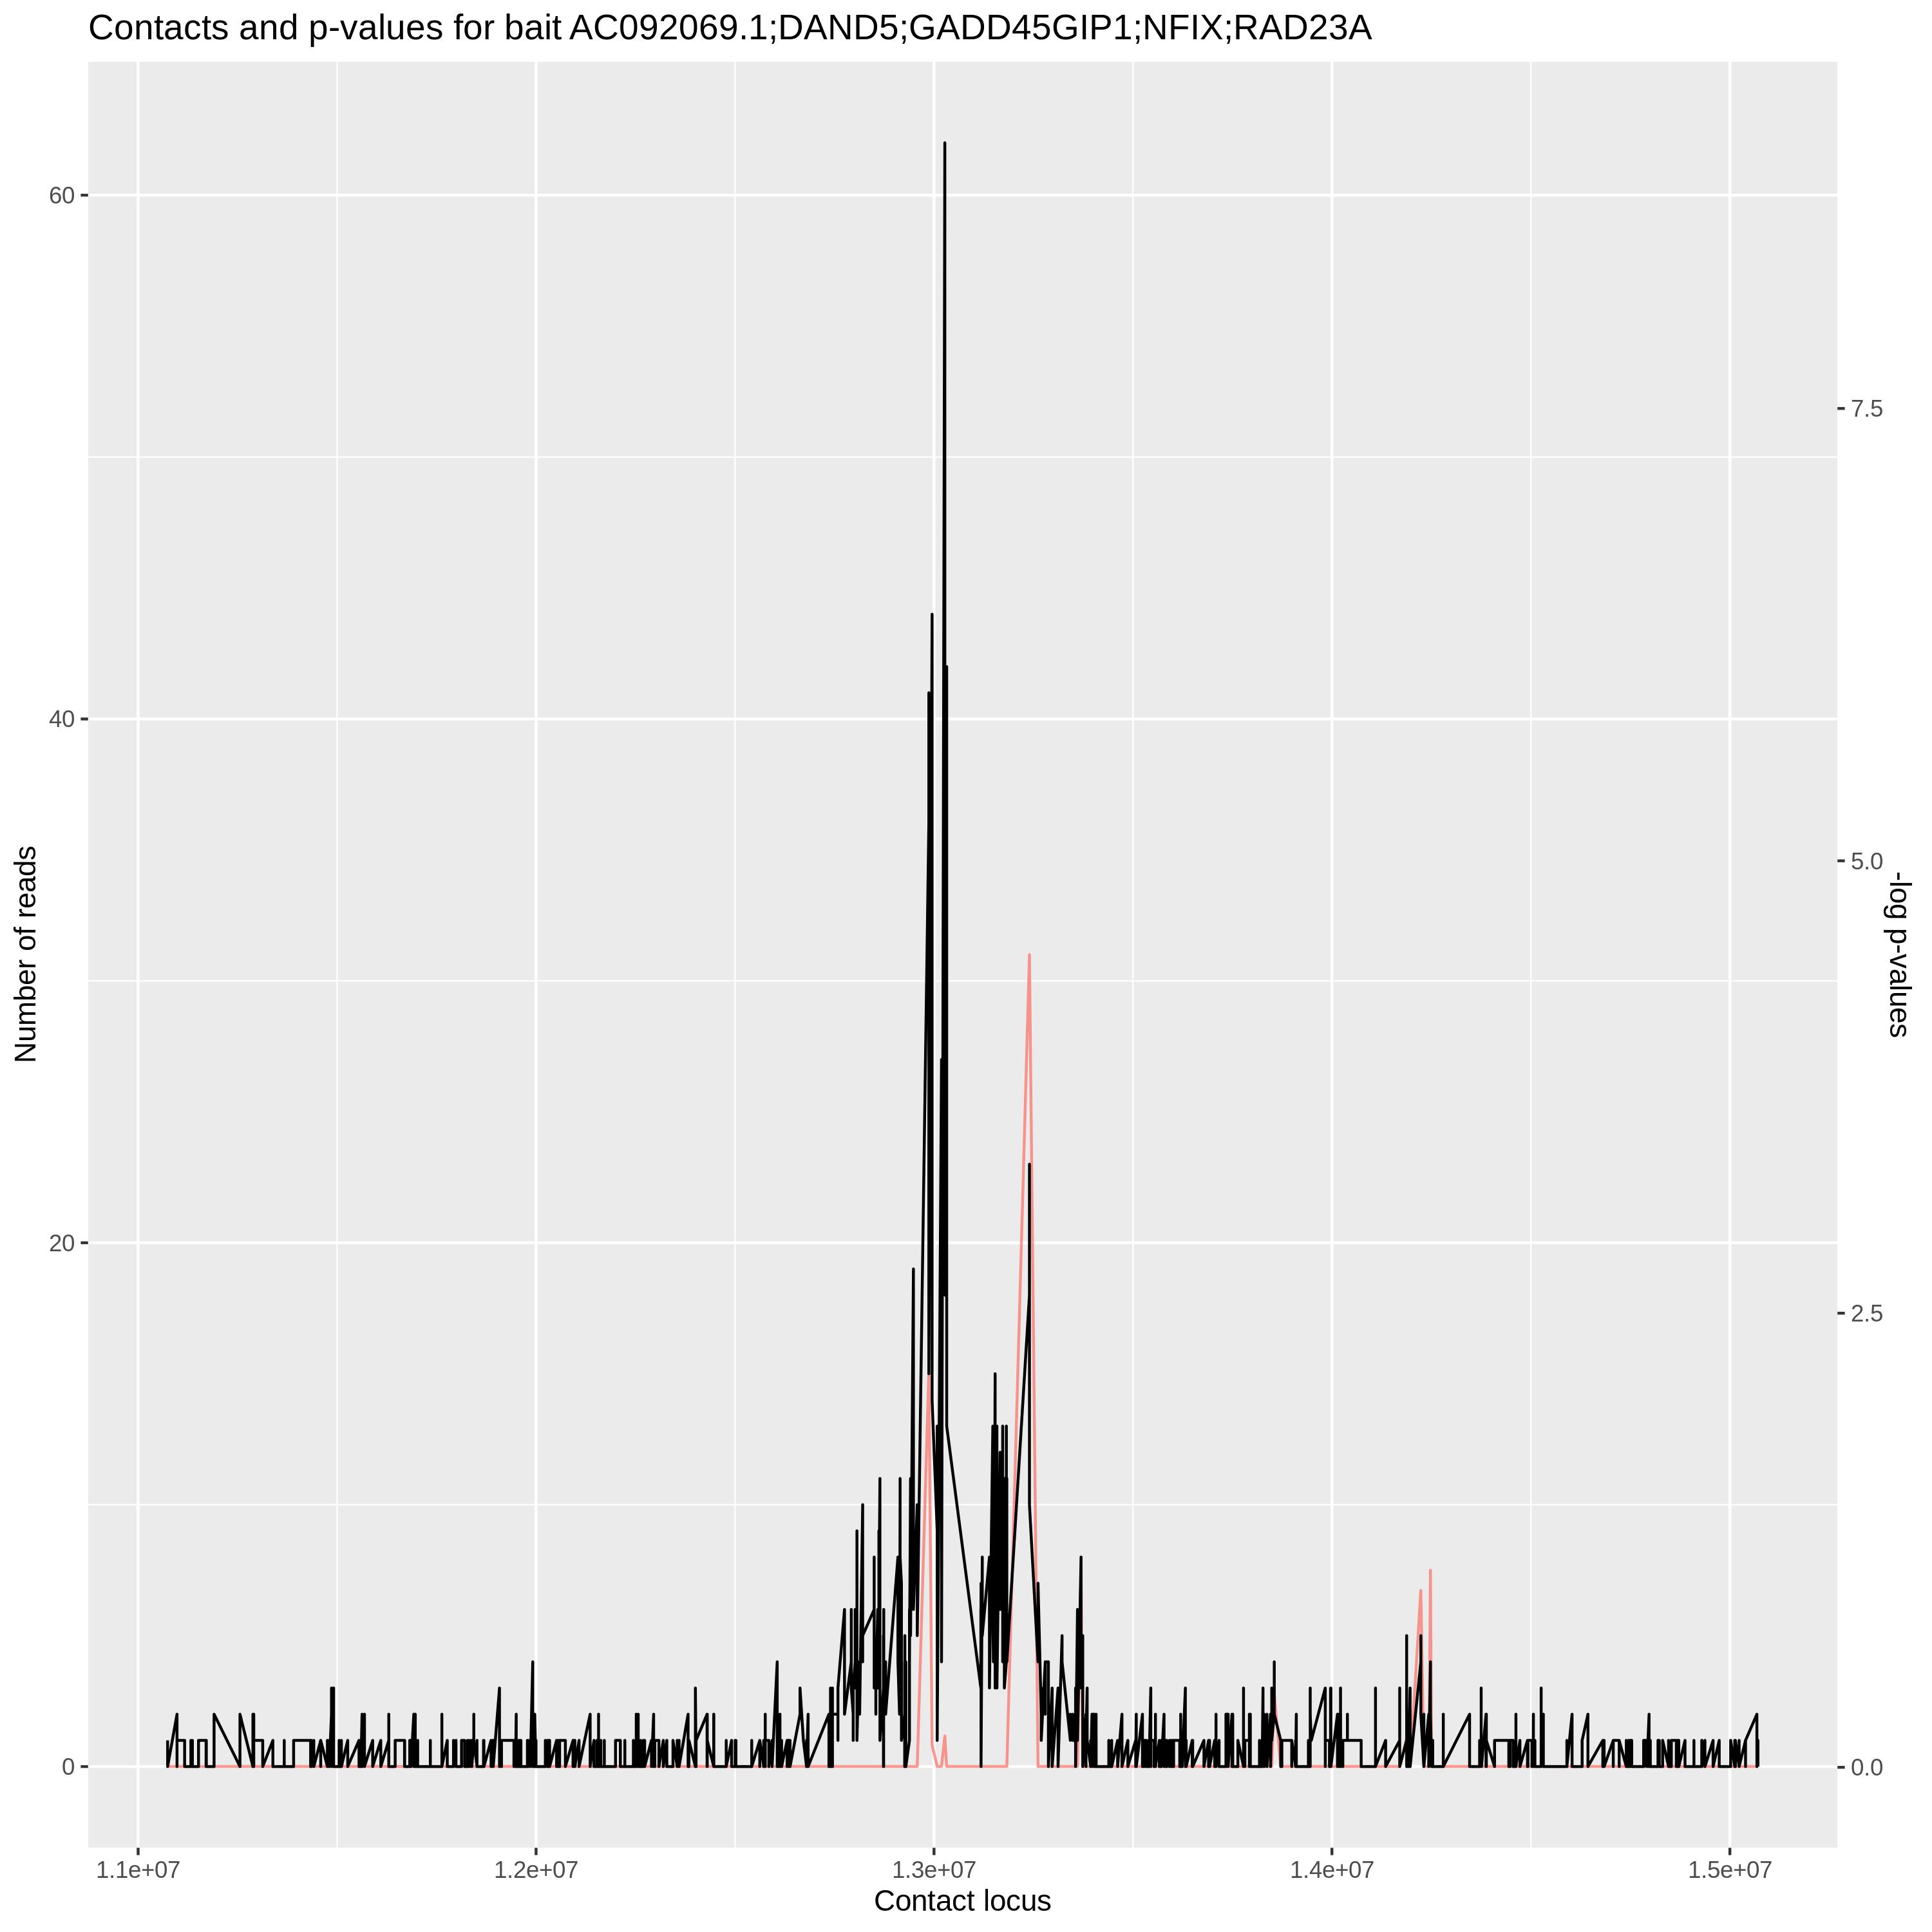 Contacts and p-values for bait AC092069.1;DAND5;GADD45GIP1;NFIX;RAD23A
Number of reads
60
40
20
0
7.5
5.0
2.5
0.0
-log p-values
1.1e+07
1.2e+07
1.3e+07
1.4e+07
1.5e+07
Contact locus